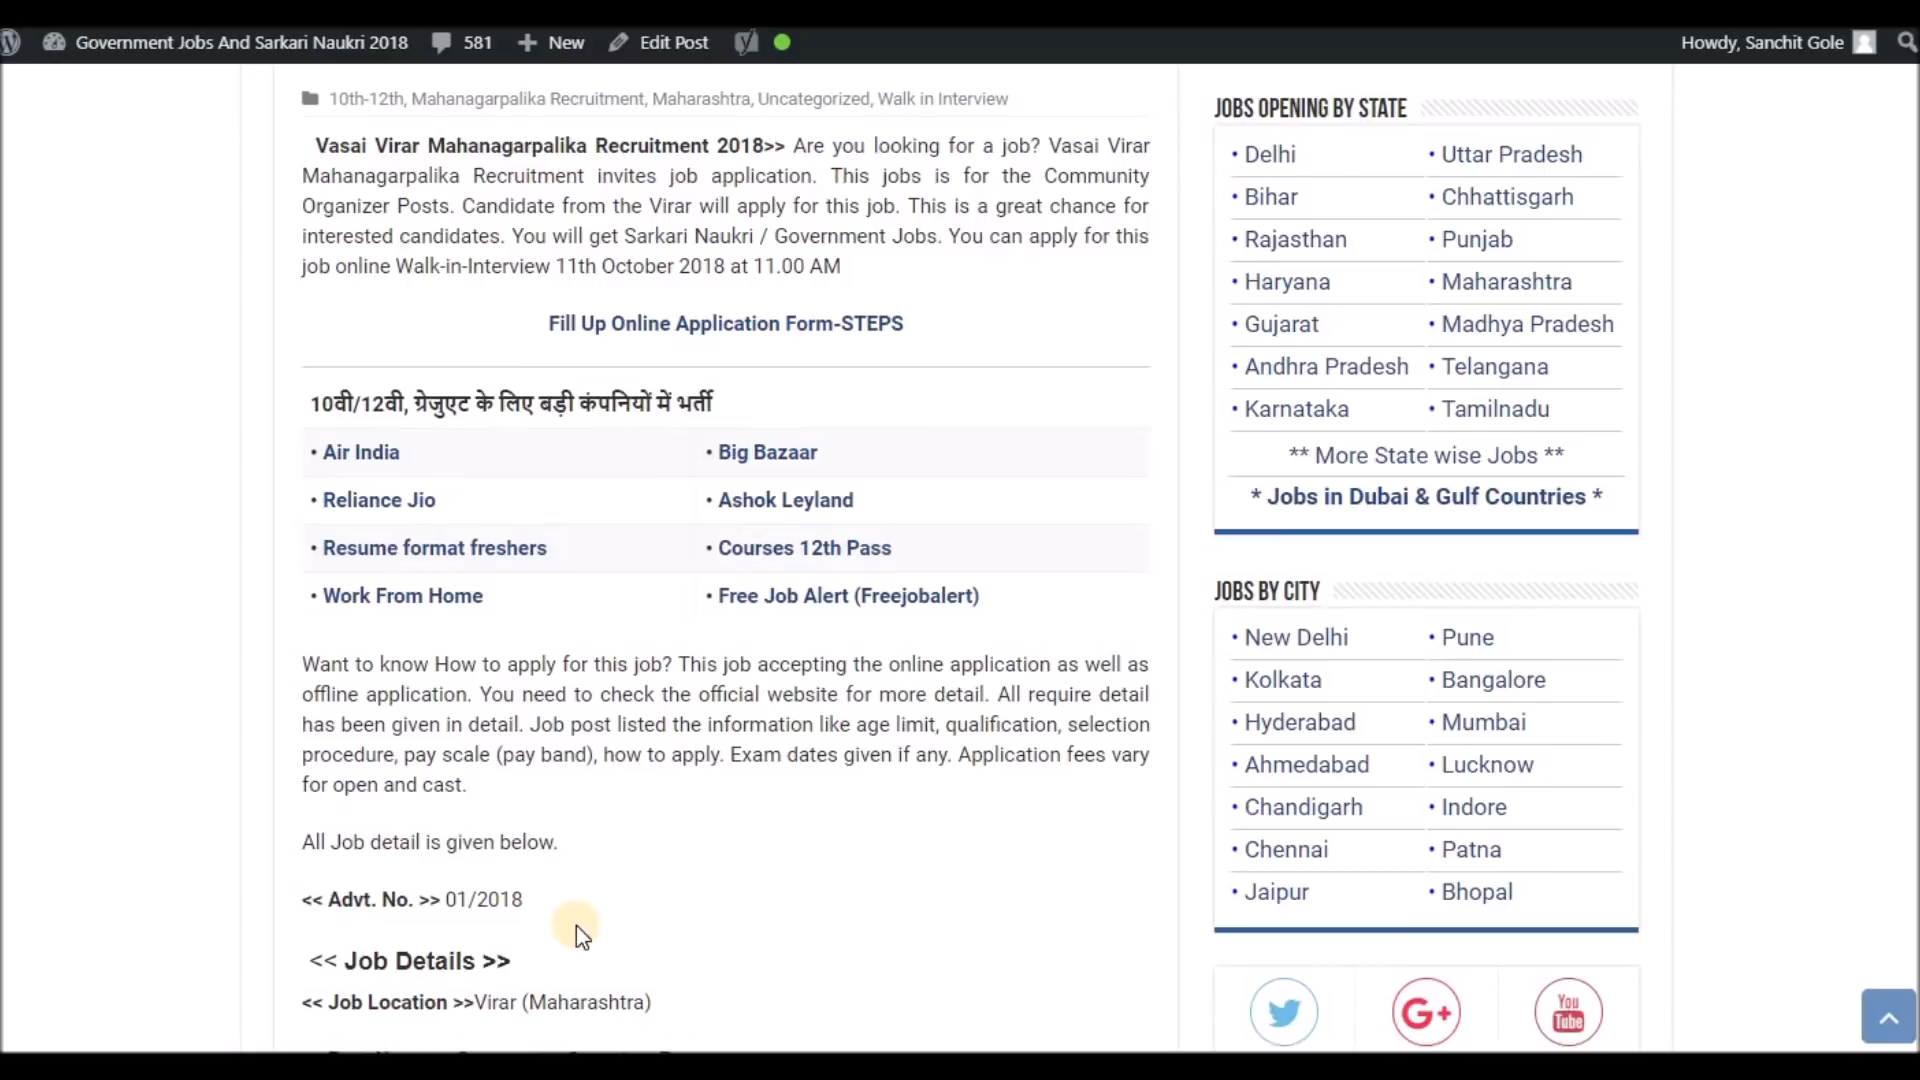 Government Jobs And Sarkari Naukri 2018 581 New Edit Post Howdy, Sanchit Gole
10th-12th, Mahanagarpalika Recruitment, Maharashtra, Uncategorized, Walk in Interview
Vasai Virar Mahanagarpalika Recruitment 2018>> Are you looking for a job? Vasai Virar
Mahanagarpalika Recruitment invites job application. This jobs is for the Community
Organizer Posts. Candidate from the Virar will apply for this job. This is a great chance for
interested candidates. You will get Sarkari Naukri / Government Jobs. You can apply for this
job online Walk-in-Interview 11th October 2018 at 11.00 AM
Fill Up Online Application Form-STEPS
10वी/12वी, ग्रेजुएट के लिए बड़ी कंपनियों में भर्ती
• Air India • Big Bazaar
• Reliance Jio • Ashok Leyland
• Resume format freshers • Courses 12th Pass
• Work From Home • Free Job Alert (Freejobalert)
Want to know How to apply for this job? This job accepting the online application as well as
offline application. You need to check the official website for more detail. All require detail
has been given in detail. Job post listed the information like age limit, qualification, selection
procedure, pay scale (pay band), how to apply. Exam dates given if any. Application fees vary
for open and cast.
All Job detail is given below.
<< Advt. No. >> 01/2018
<< Job Details >>
<< Job Location >>Virar (Maharashtra)
JOBS OPENING BY STATE
• Delhi • Uttar Pradesh
• Bihar • Chhattisgarh
• Rajasthan • Punjab
• Haryana • Maharashtra
• Gujarat • Madhya Pradesh
• Andhra Pradesh • Telangana
• Karnataka • Tamilnadu
** More State wise Jobs **
* Jobs in Dubai & Gulf Countries *
JOBS BY CITY
• New Delhi • Pune
• Kolkata • Bangalore
• Hyderabad • Mumbai
• Ahmedabad • Lucknow
• Chandigarh • Indore
• Chennai • Patna
• Jaipur • Bhopal
G+ You
Tube